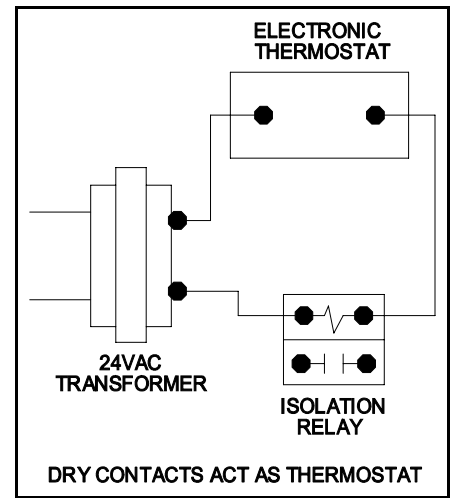 ELECTRONIC
THERMOSTAT
24VAC
TRANSFORMER
ISOLATION
RELAY
DRY CONTACTS ACT AS THERMOSTAT